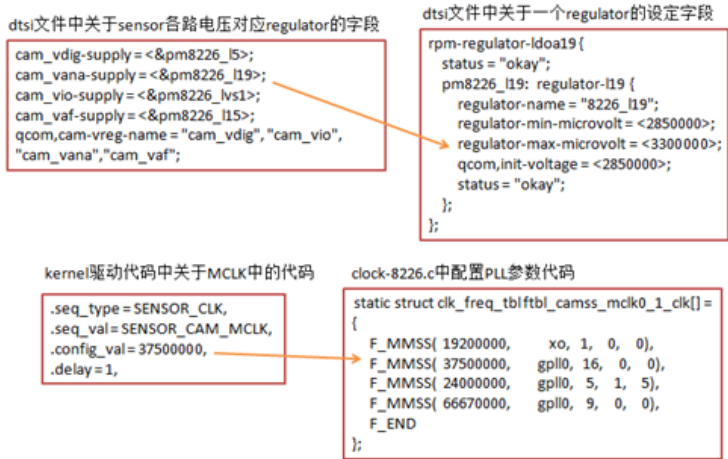 dtsi文件中关于sensor各路电压对应regulator的字段
cam_vdig-supply = <&pm8226_l5>;
cam_vana-supply = <&pm8226_l19>;
cam_vio-supply = <&pm8226_lvs1>;
cam_vaf-supply = <&pm8226_l15>;
qcom,cam-vreg-name = "cam_vdig", "cam_vio",
"cam_vana","cam_vaf";
dtsi文件中关于一个regulator的设定字段
rpm-regulator-ldoa19 {
status = "okay";
pm8226_l19: regulator-l19 {
regulator-name = "8226_l19";
regulator-min-microvolt = <2850000>;
regulator-max-microvolt = <3300000>;
qcom,init-voltage = <2850000>;
status = "okay";
};
};
kernel驱动代码中关于MCLK中的代码
.seq_type = SENSOR_CLK,
.seq_val = SENSOR_CAM_MCLK,
.config_val = 37500000,
.delay = 1,
clock-8226.c中配置PLL参数代码
static struct clk_freq_tbl ftbl_camss_mclk0_1_clk[] =
{
F_MMSS( 19200000, xo, 1, 0, 0),
F_MMSS( 37500000, gpll0, 16, 0, 0),
F_MMSS( 24000000, gpll0, 5, 1, 5),
F_MMSS( 66670000, gpll0, 9, 0, 0),
F_END
};